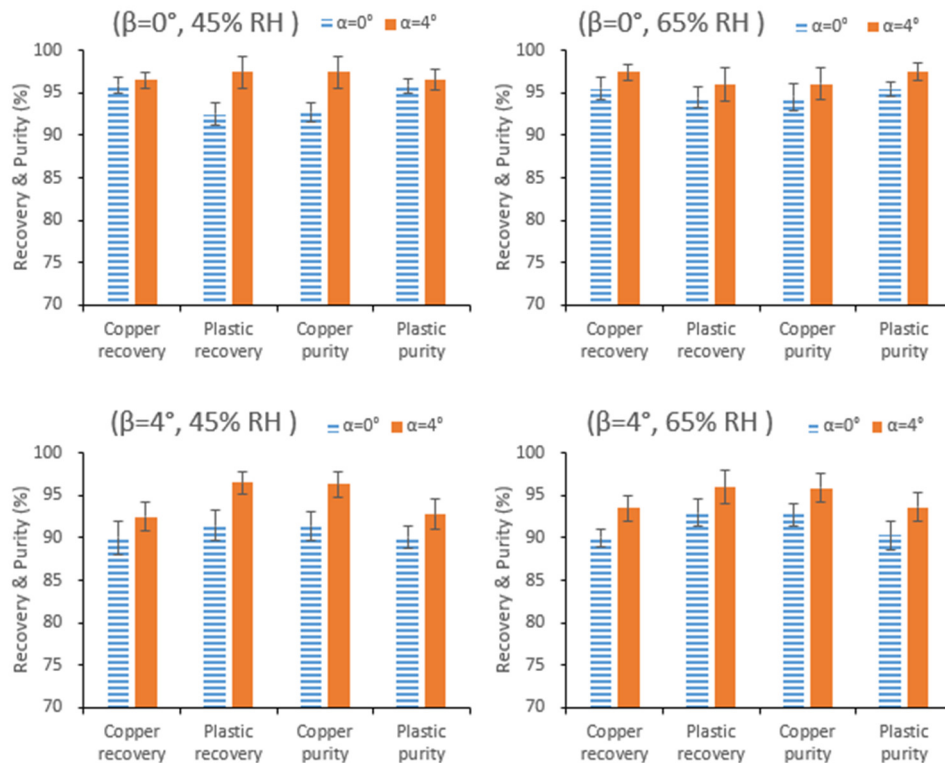 (β=0°, 45% RH ) α=0° α=4°
Recovery & Purity (%)
100
95
90
85
80
75
70
Copper recovery Plastic recovery Copper purity Plastic purity
(β=0°, 65% RH ) α=0° α=4°
Recovery & Purity (%)
100
95
90
85
80
75
70
Copper recovery Plastic recovery Copper purity Plastic purity
(β=4°, 45% RH ) α=0° α=4°
Recovery & Purity (%)
100
95
90
85
80
75
70
Copper recovery Plastic recovery Copper purity Plastic purity
(β=4°, 65% RH ) α=0° α=4°
Recovery & Purity (%)
100
95
90
85
80
75
70
Copper recovery Plastic recovery Copper purity Plastic purity